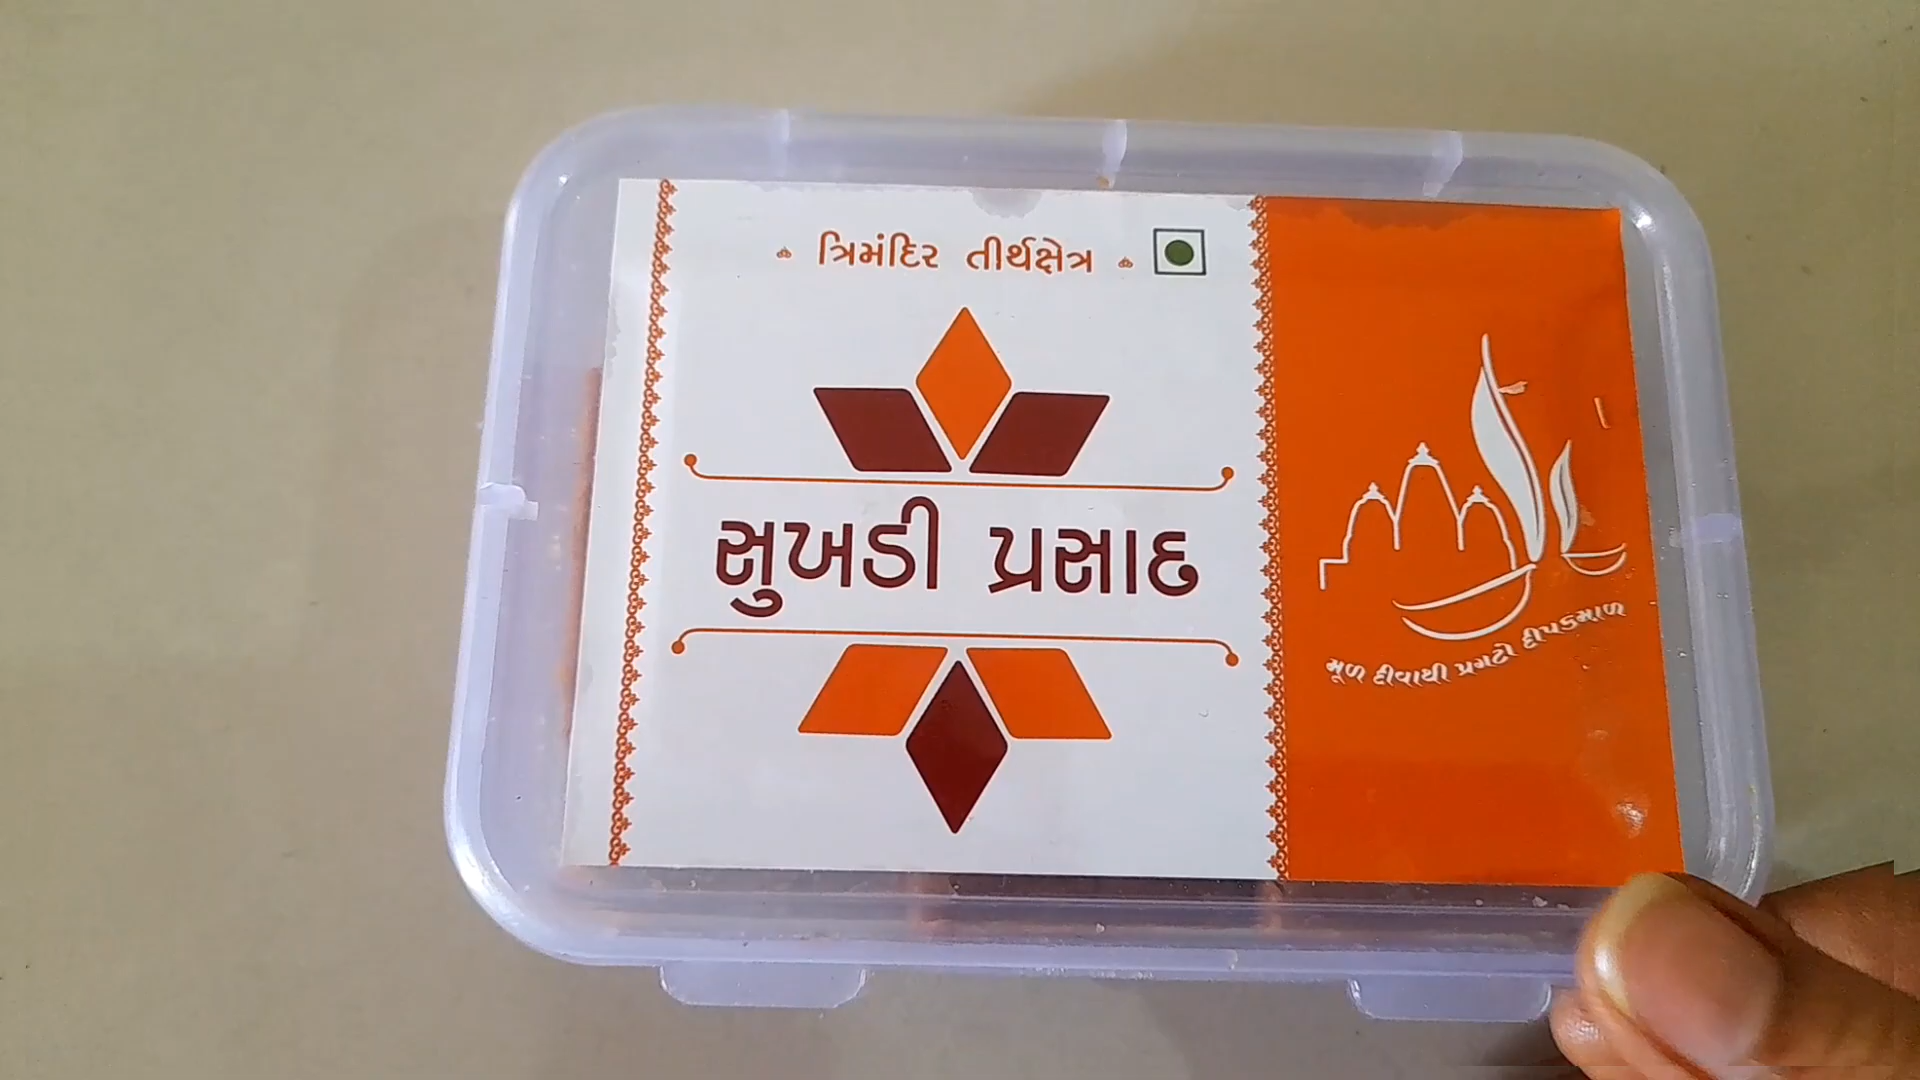 ત્રિમંદિર તીર્થક્ષેત્ર
સુખડી પ્રસાદ
મૂળ દીવાથી પ્રગટી દીપકમાળ